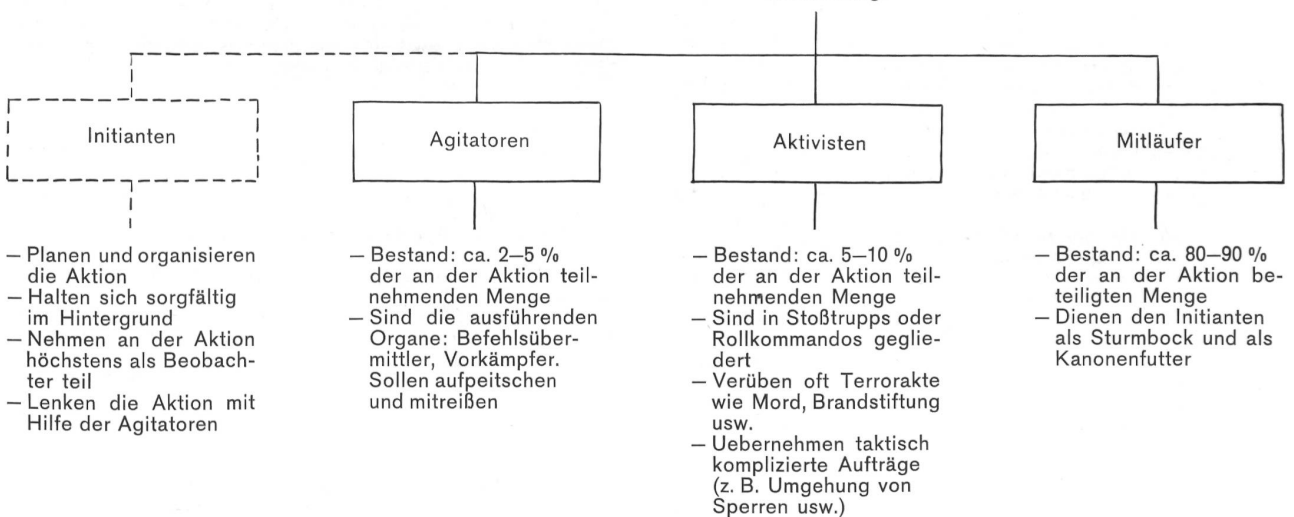 Initianten
Agitatoren
Aktivisten
Mitläufer
— Planen und organisieren
die Aktion
— Halten sich sorgfältig
im Hintergrund
— Nehmen an der Aktion
höchstens als Beobach-
ter teil
— Lenken die Aktion mit
Hilfe der Agitatoren
— Bestand: ca. 2–5 %
der an der Aktion teil-
nehmenden Menge
— Sind die ausführenden
Organe: Befehlsüber-
mittler, Vorkämpfer.
Sollen aufpeitschen
und mitreißen
— Bestand: ca. 5–10 %
der an der Aktion teil-
nehmenden Menge
— Sind in Stoßtrupps oder
Rollkommandos geglie-
dert
— Verüben oft Terrorakte
wie Mord, Brandstiftung
usw.
— Uebernehmen taktisch
komplizierte Aufträge
(z. B. Umgehung von
Sperren usw.)
— Bestand: ca. 80–90 %
der an der Aktion be-
teiligten Menge
— Dienen den Initianten
als Sturmbock und als
Kanonenfutter